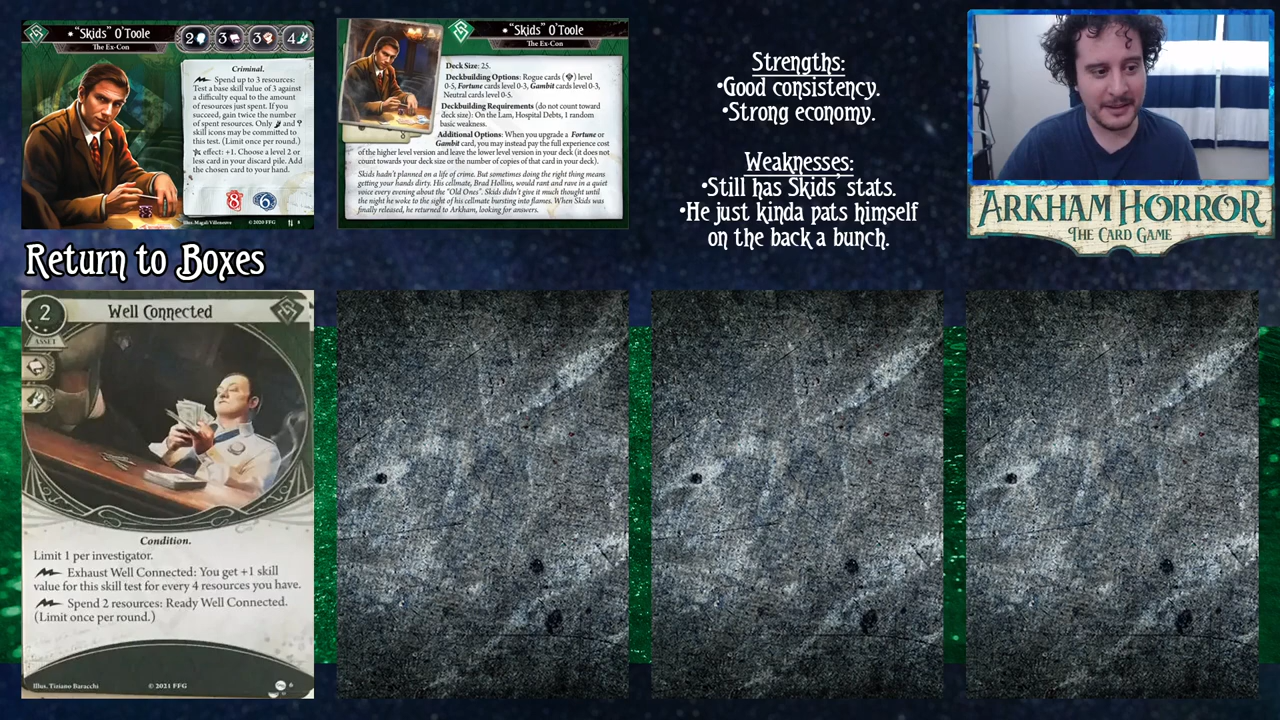 "Skids" O'Toole
The Ex-Con
2 3 3 4
Criminal.
Spend up to 3 resources:
Test a base skill value of 3 against
a difficulty equal to the amount
of resources just spent. If you
succeed, gain twice the number
of spent resources. Only and ?
skill icons may be committed to
this test. (Limit once per round.)
effect: +1. Choose a level 2 or
less card in your discard pile. Add
the chosen card to your hand.
8 6
Illus. Magali Villeneuve
© 2020 FFG
"Skids" O'Toole
The Ex-Con
Deck Size: 25.
Deckbuilding Options: Rogue cards ( ) level
0-5, Fortune cards level 0-3, Gambit cards level 0-3,
Neutral cards level 0-5.
Deckbuilding Requirements (do not count toward
deck size): On the Lam, Hospital Debts, 1 random
basic weakness.
Additional Options: When you upgrade a Fortune or
Gambit card, you may instead pay the full experience cost
of the higher level version and leave the lower level version in your deck (it does not
count towards your deck size or the number of copies of that card in your deck).
Skids hadn't planned on a life of crime. But sometimes doing the right thing means
getting your hands dirty. His cellmate, Brad Hollins, would rant and rave in a quiet
voice every evening about the "Old Ones". Skids didn't give it much thought until
the night he woke to the sight of his cellmate bursting into flames. When Skids was
finally released, he returned to Arkham, looking for answers.
Strengths:
•Good consistency.
•Strong economy.
Weaknesses:
•Still has Skids' stats.
•He just kinda pats himself
on the back a bunch.
ARKHAM HORROR
THE CARD GAME
Return to Boxes
2
Well Connected
ASSET
Condition.
Limit 1 per investigator.
Exhaust Well Connected: You get +1 skill
value for this skill test for every 4 resources you have.
Spend 2 resources: Ready Well Connected.
(Limit once per round.)
Illus. Tiziano Baracchi
© 2021 FFG